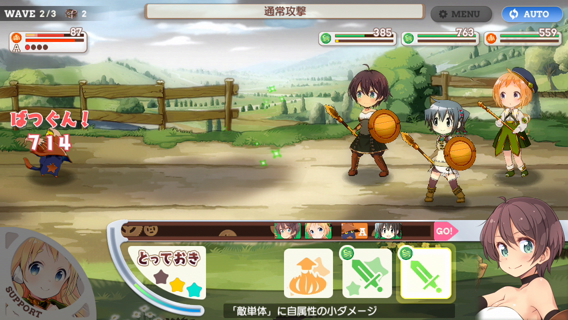 WAVE 2/3
2
通常攻撃
MENU
AUTO
87
A
385
763
559
ばつぐん!
714
A
GO!
とっておき
SUPPORT
「敵単体」に自属性の小ダメージ